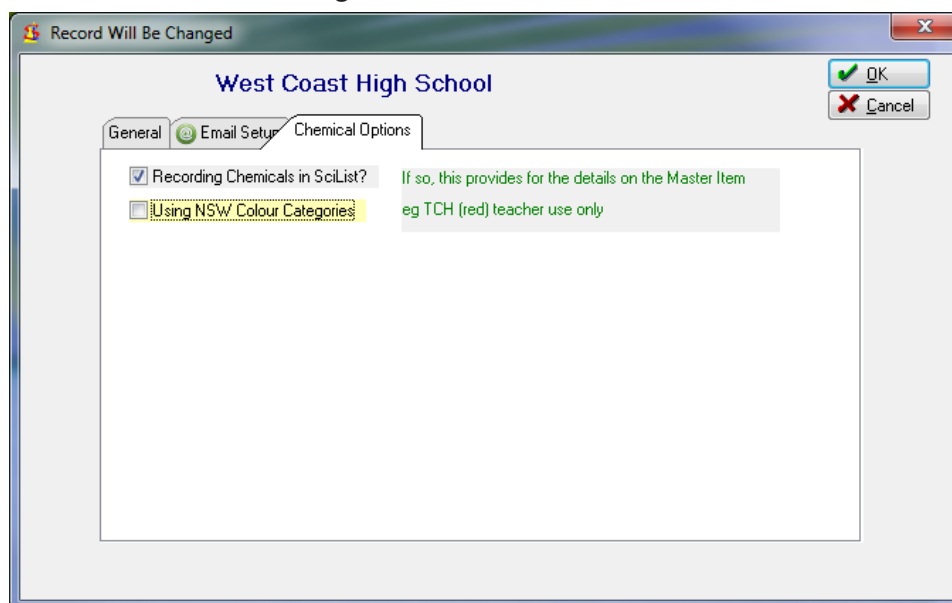 Record Will Be Changed
West Coast High School
OK
Cancel
General
Email Setup
Chemical Options
Recording Chemicals in SciList?
If so, this provides for the details on the Master Item
Using NSW Colour Categories
eg TCH (red) teacher use only